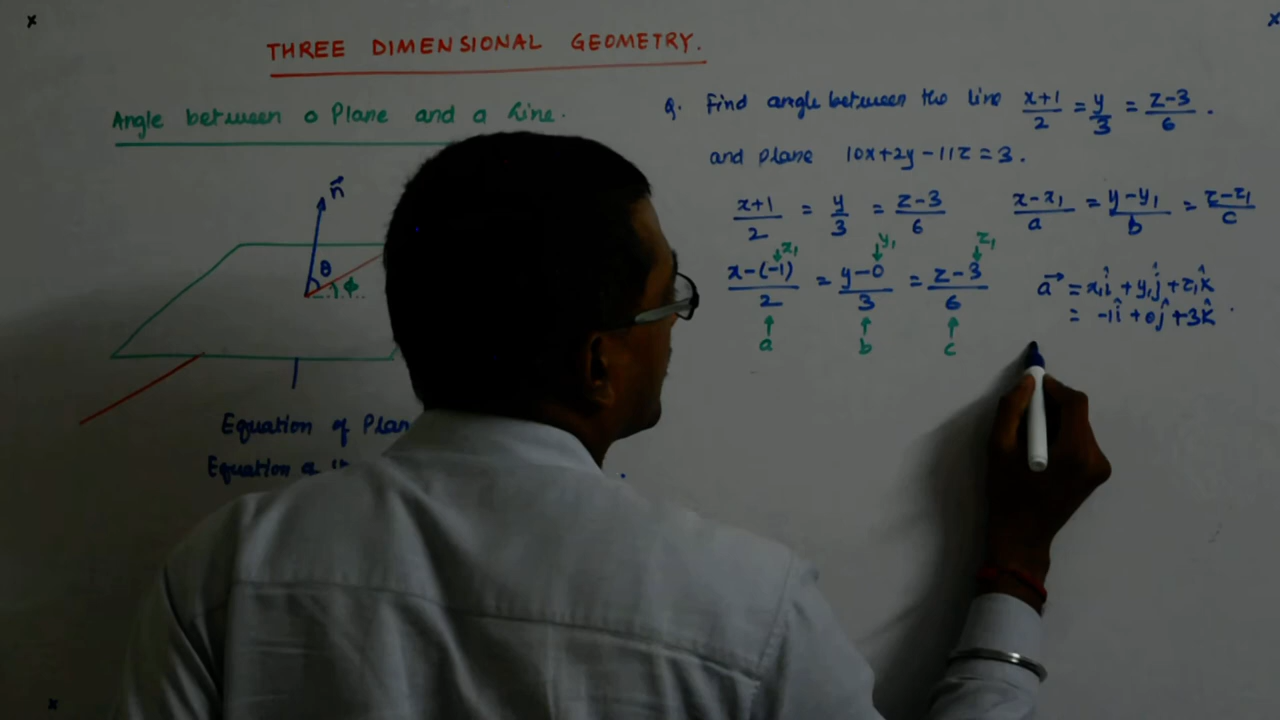 THREE DIMENSIONAL GEOMETRY.
Angle between a Plane and a Line.
n⃗
θ
ϕ
Equation of Plan
Equation
Q. Find angle between the line x+1/2 = y/3 = z-3/6 .
and plane 10x+2y-11z=3.
x+1/2 = y/3 = z-3/6
x-x₁/a = y-y₁/b = z-z₁/c
x₁ y₁ z₁
x-(-1)/2 = y-0/3 = z-3/6
a b c
a⃗ = x₁î + y₁ĵ + z₁k̂
= -1î + 0ĵ + 3k̂